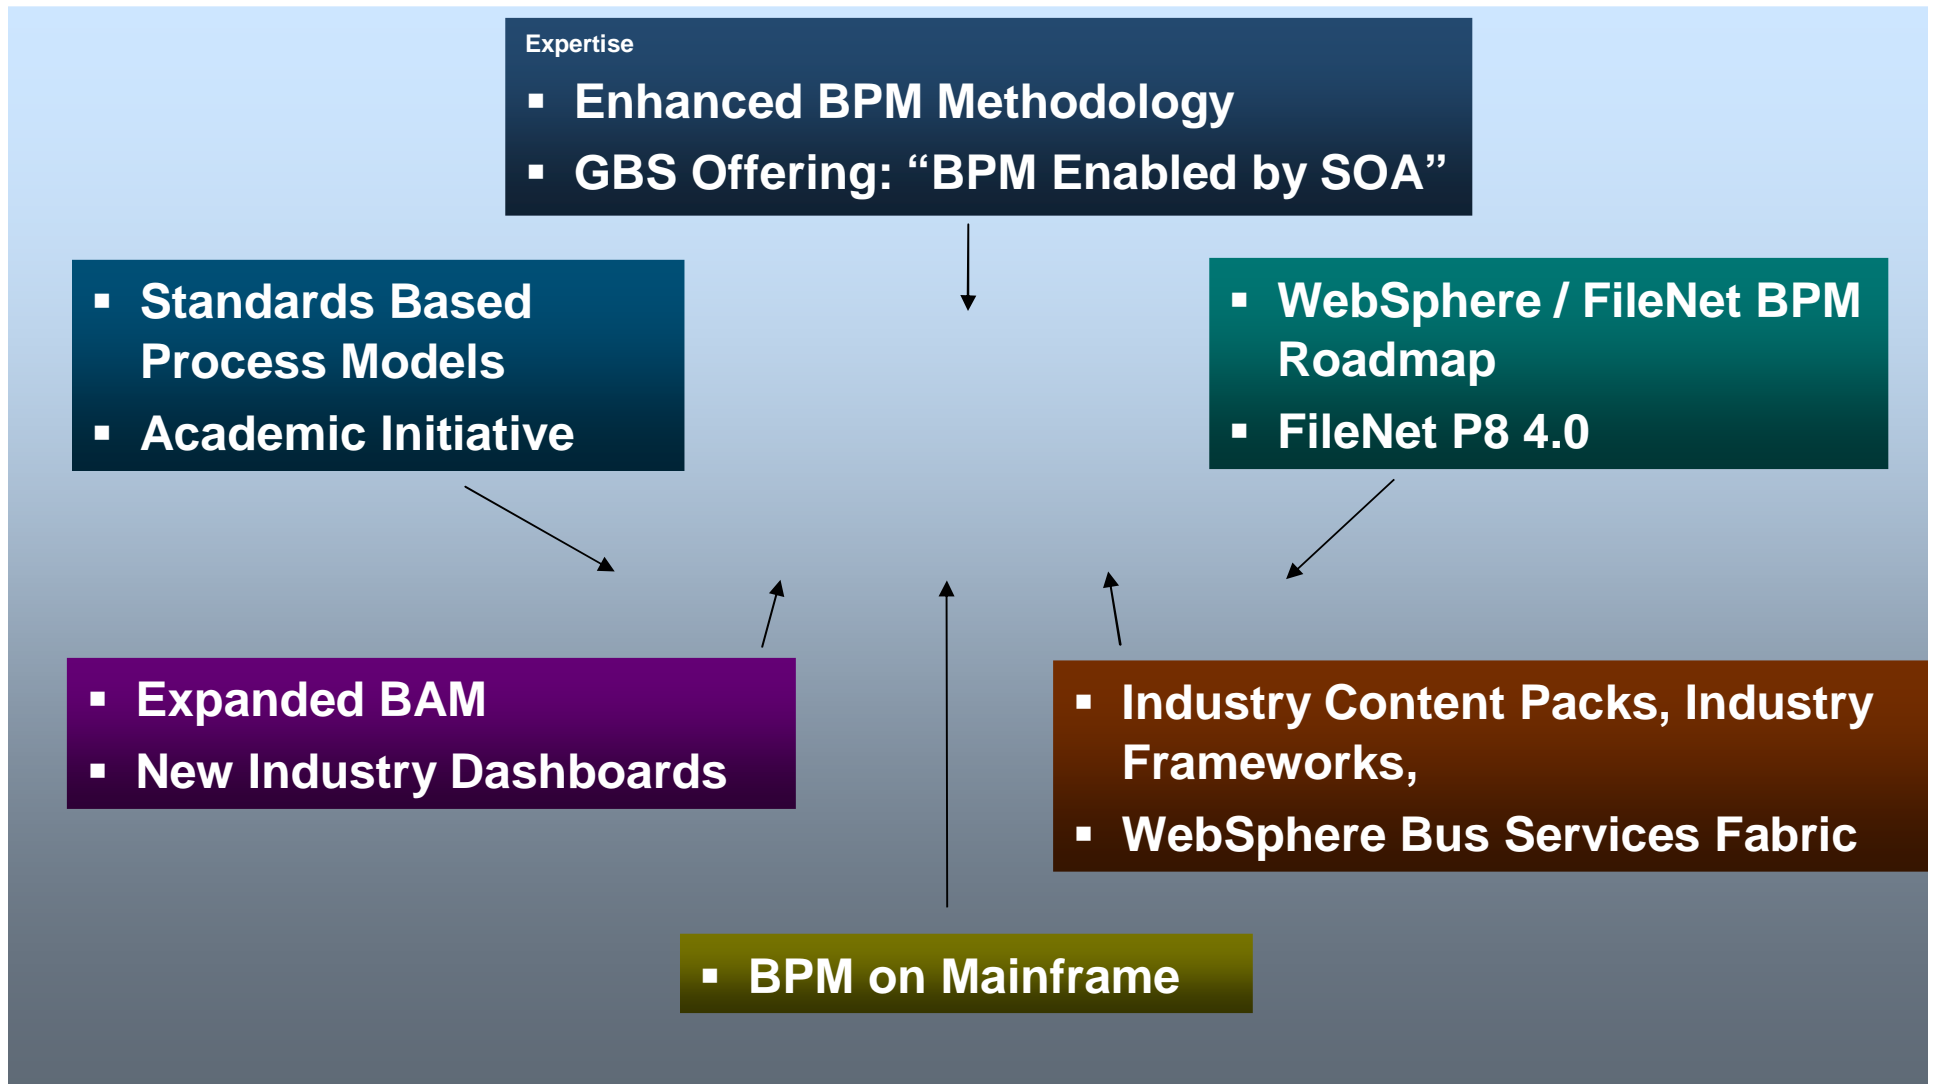 Expertise
▪ Enhanced BPM Methodology
▪ GBS Offering: “BPM Enabled by SOA”
▪ Standards Based
Process Models
▪ Academic Initiative
▪ WebSphere / FileNet BPM
Roadmap
▪ FileNet P8 4.0
▪ Expanded BAM
▪ New Industry Dashboards
▪ Industry Content Packs, Industry
Frameworks,
▪ WebSphere Bus Services Fabric
▪ BPM on Mainframe